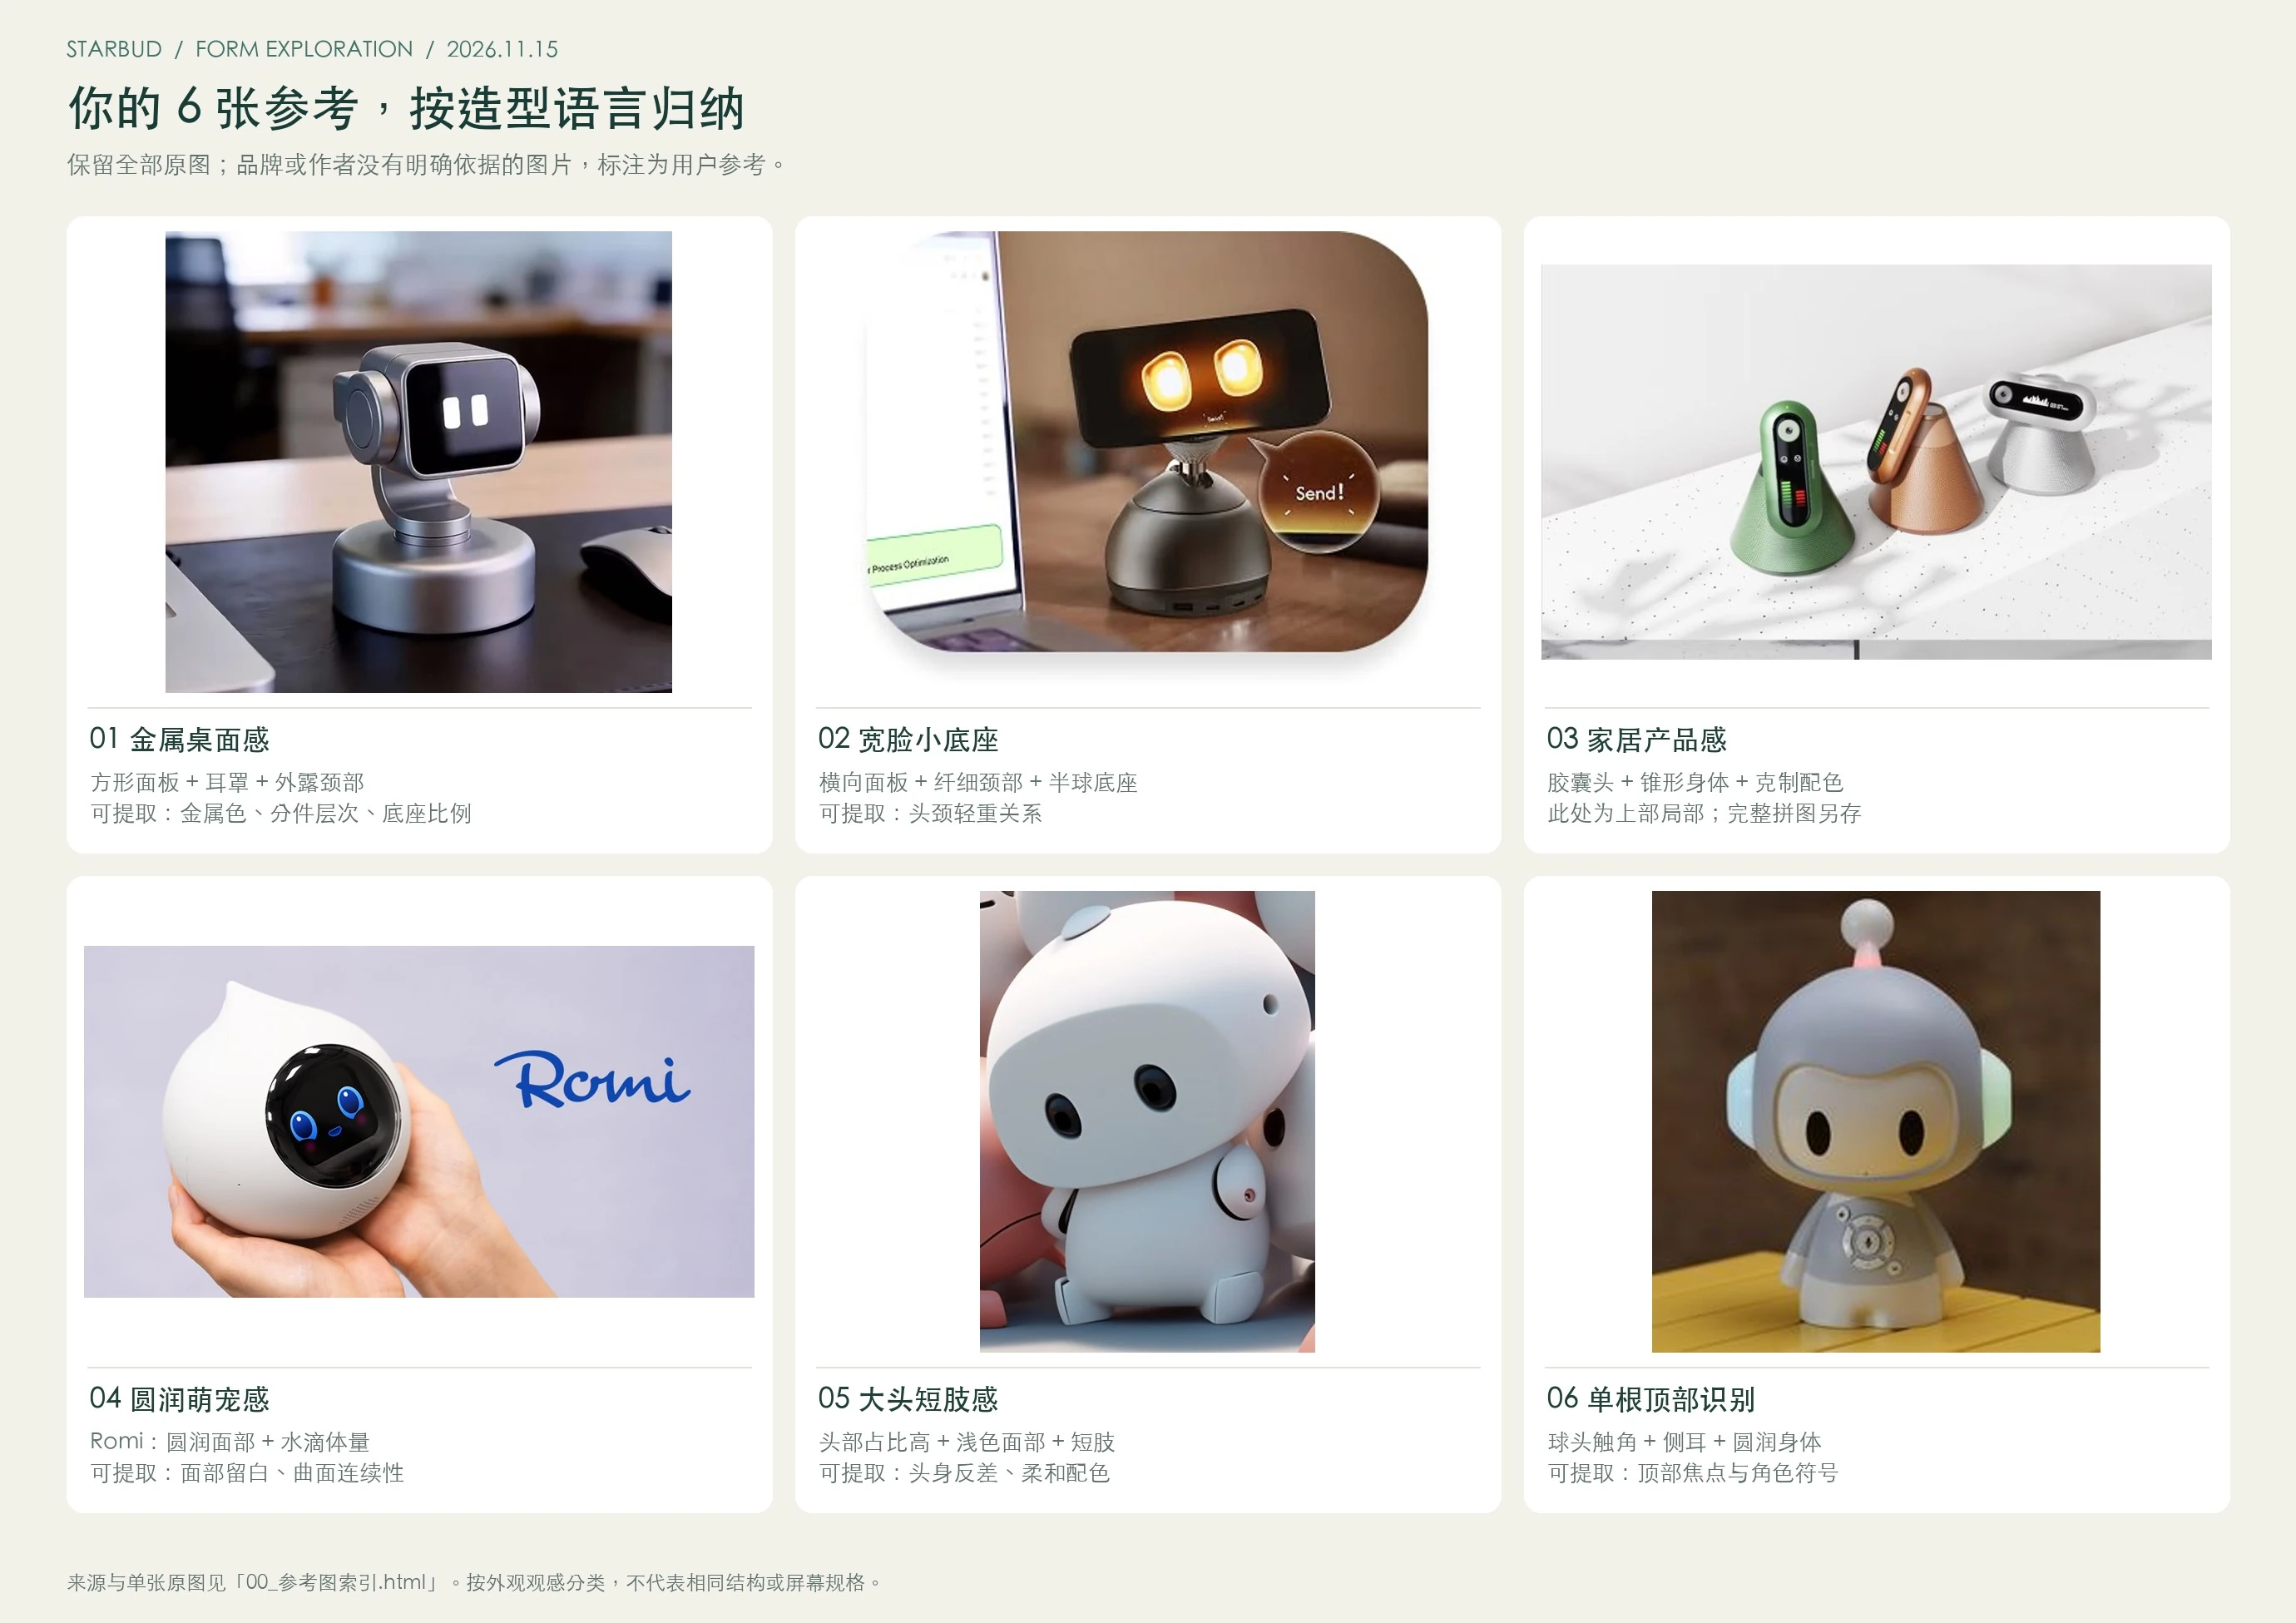 STARBUD / FORM EXPLORATION / 2026.11.15
你的 6 张参考，按造型语言归纳
保留全部原图；品牌或作者没有明确依据的图片，标注为用户参考。
Process Optimization
Send!
01 金属桌面感
方形面板 + 耳罩 + 外露颈部
可提取：金属色、分件层次、底座比例
02 宽脸小底座
横向面板 + 纤细颈部 + 半球底座
可提取：头颈轻重关系
03 家居产品感
胶囊头 + 锥形身体 + 克制配色
此处为上部局部；完整拼图另存
Romi
04 圆润萌宠感
Romi：圆润面部 + 水滴体量
可提取：面部留白、曲面连续性
05 大头短肢感
头部占比高 + 浅色面部 + 短肢
可提取：头身反差、柔和配色
06 单根顶部识别
球头触角 + 侧耳 + 圆润身体
可提取：顶部焦点与角色符号
来源与单张原图见「00_参考图索引.html」。按外观观感分类，不代表相同结构或屏幕规格。